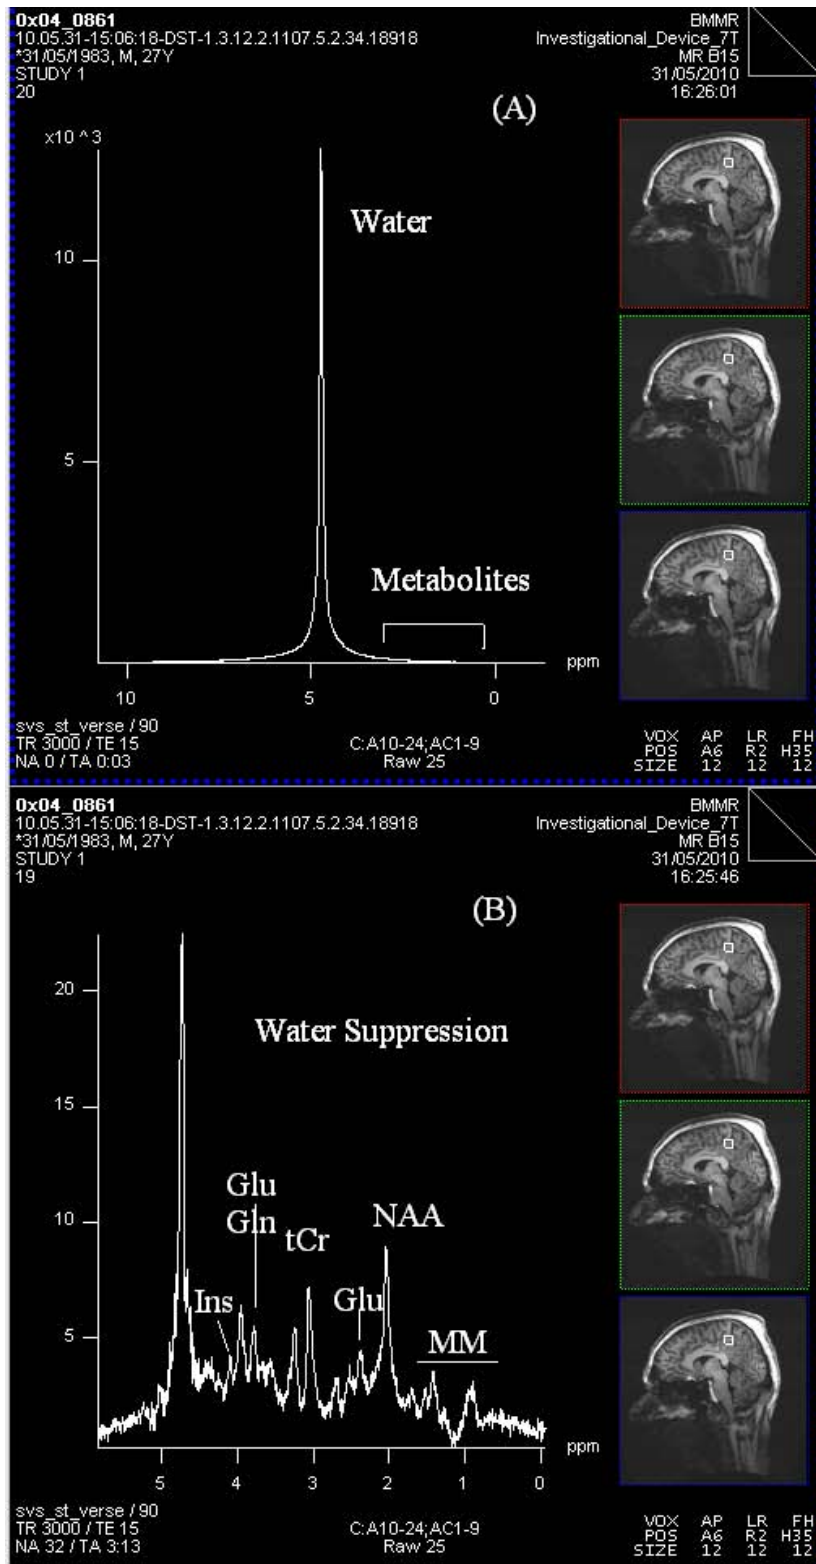 0x04_0861
10.05.31-15:06:18-DST-1.3.12.2.1107.5.2.34.18918
*31/05/1983, M, 27Y
STUDY 1
20
BMMR
Investigational_Device_7T
MR B15
31/05/2010
16:26:01
(A)
x10 ^ 3
10
5
Water
Metabolites
ppm
10 5 0
svs_st_verse / 90
TR 3000 / TE 15
NA 0 / TA 0:03
C:A10-24;AC1-9
Raw 25
VOX AP LR FH
POS A6 R2 H35
SIZE 12 12 12
0x04_0861
10.05.31-15:06:18-DST-1.3.12.2.1107.5.2.34.18918
*31/05/1983, M, 27Y
STUDY 1
19
BMMR
Investigational_Device_7T
MR B15
31/05/2010
16:25:46
(B)
20
15
10
5
Water Suppression
Glu
Gln
tCr
NAA
Ins
Glu
MM
ppm
5 4 3 2 1 0
svs_st_verse / 90
TR 3000 / TE 15
NA 32 / TA 3:13
C:A10-24;AC1-9
Raw 25
VOX AP LR FH
POS A6 R2 H35
SIZE 12 12 12